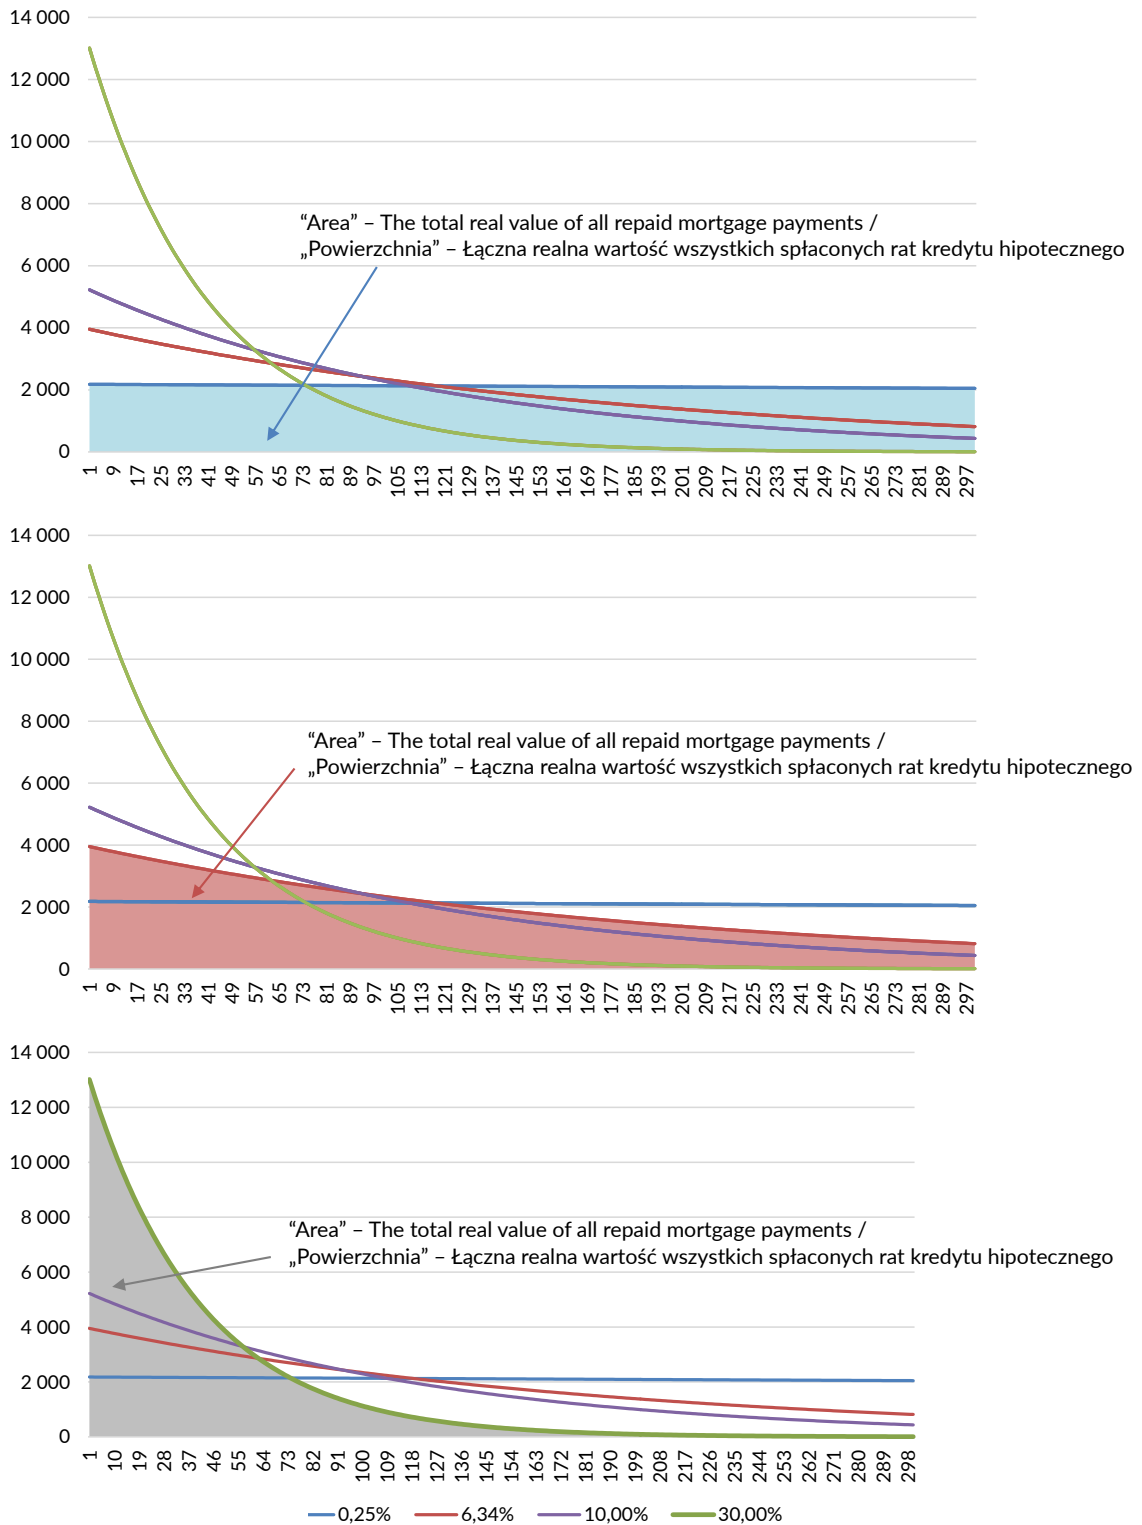 14 000
12 000
10 000
8 000
“Area” – The total real value of all repaid mortgage payments /
„Powierzchnia” – Łączna realna wartość wszystkich spłaconych rat kredytu hipotecznego
6 000
4 000
2 000
0
1 9 17 25 33 41 49 57 65 73 81 89 97 105 113 121 129 137 145 153 161 169 177 185 193 201 209 217 225 233 241 249 257 265 273 281 289 297
14 000
12 000
10 000
8 000
“Area” – The total real value of all repaid mortgage payments /
„Powierzchnia” – Łączna realna wartość wszystkich spłaconych rat kredytu hipotecznego
6 000
4 000
2 000
0
1 9 17 25 33 41 49 57 65 73 81 89 97 105 113 121 129 137 145 153 161 169 177 185 193 201 209 217 225 233 241 249 257 265 273 281 289 297
14 000
12 000
10 000
8 000
“Area” – The total real value of all repaid mortgage payments /
„Powierzchnia” – Łączna realna wartość wszystkich spłaconych rat kredytu hipotecznego
6 000
4 000
2 000
0
1 10 19 28 37 46 55 64 73 82 91 100 109 118 127 136 145 154 163 172 181 190 199 208 217 226 235 244 253 262 271 280 289 298
0,25% 6,34% 10,00% 30,00%